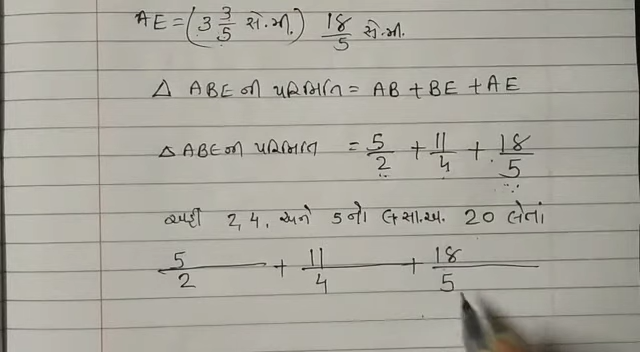 AE = (3 3/5 સે.મી.) 18/5 સે.મી.
△ ABE ની પરિમિતિ = AB + BE + AE
△ ABE ની પરિમિતિ = 5/2 + 11/4 + 18/5
અહી 2, 4, અને 5 નો લ.સા.અ. 20 લેતાં
5/2 + 11/4 + 18/5